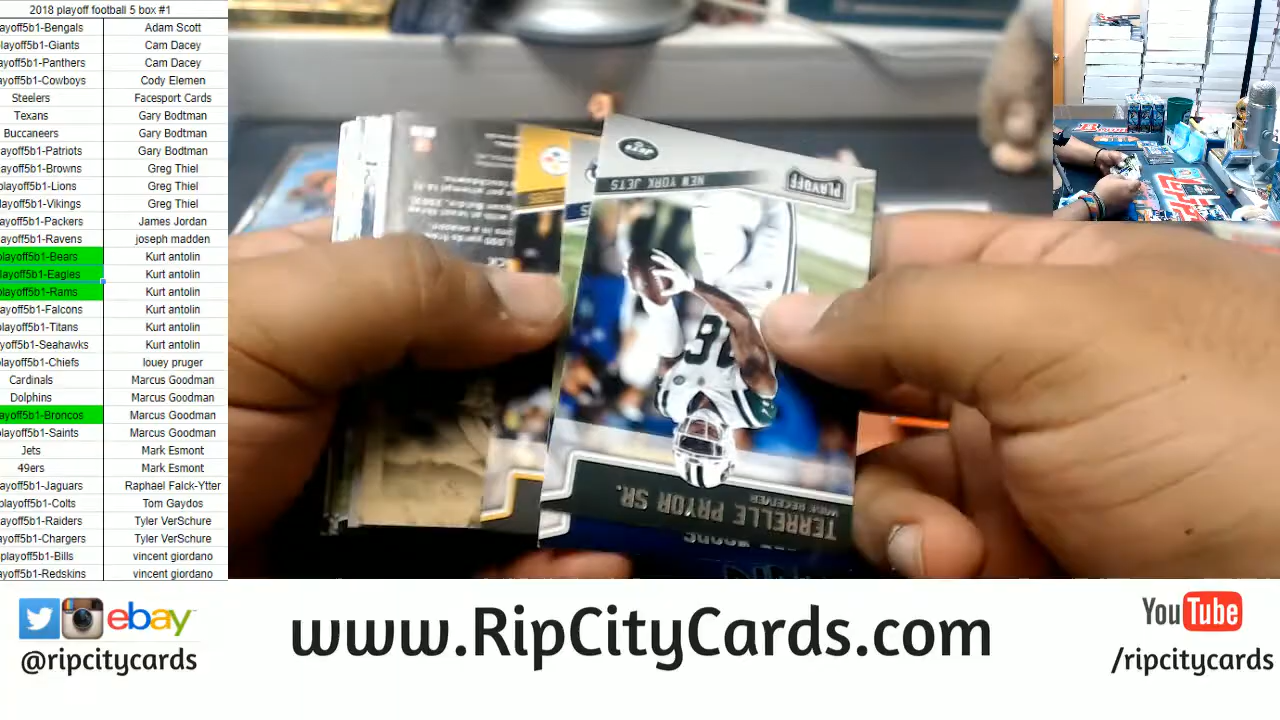 2018 playoff football 5 box #1
ayoff5b1-Bengals Adam Scott
layoff5b1-Giants Cam Dacey
ayoff5b1-Panthers Cam Dacey
ayoff5b1-Cowboys Cody Elemen
Steelers Facesport Cards
Texans Gary Bodtman
Buccaneers Gary Bodtman
ayoff5b1-Patriots Gary Bodtman
ayoff5b1-Browns Greg Thiel
playoff5b1-Lions Greg Thiel
ayoff5b1-Vikings Greg Thiel
ayoff5b1-Packers James Jordan
ayoff5b1-Ravens joseph madden
playoff5b1-Bears Kurt antolin
layoff5b1-Eagles Kurt antolin
layoff5b1-Rams Kurt antolin
ayoff5b1-Falcons Kurt antolin
playoff5b1-Titans Kurt antolin
yoff5b1-Seahawks Kurt antolin
ayoff5b1-Chiefs louey pruger
Cardinals Marcus Goodman
Dolphins Marcus Goodman
ayoff5b1-Broncos Marcus Goodman
layoff5b1-Saints Marcus Goodman
Jets Mark Esmont
49ers Mark Esmont
ayoff5b1-Jaguars Raphael Falck-Ytter
playoff5b1-Colts Tom Gaydos
ayoff5b1-Raiders Tyler VerSchure
ayoff5b1-Chargers Tyler VerSchure
playoff5b1-Bills vincent giordano
ayoff5b1-Redskins vincent giordano
JETS
NEW YORK JETS
PLAYOFF
TERRELLE PRYOR SR.
WIDE RECEIVER
ebay
@ripcitycards
www.RipCityCards.com
YouTube
/ripcitycards